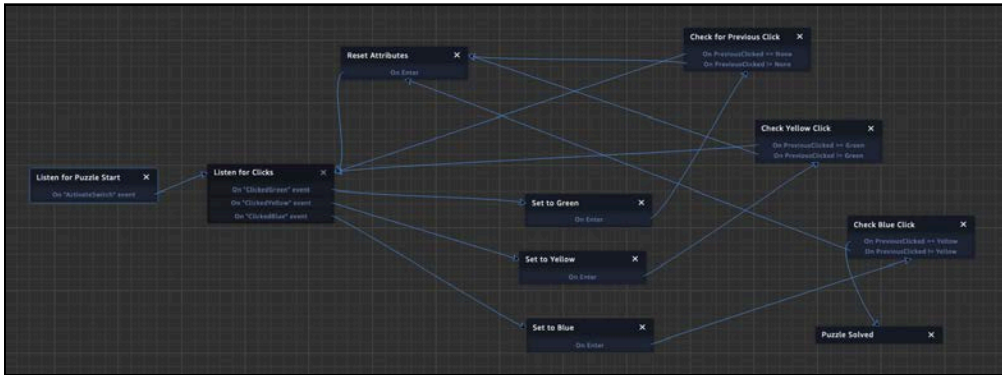 Check for Previous Click ×
On PreviousClicked == None
On PreviousClicked != None
Reset Attributes ×
On Enter
Check Yellow Click ×
On PreviousClicked == Green
On PreviousClicked != Green
Listen for Puzzle Start ×
On "ActivateSwitch" event
Listen for Clicks ×
On "ClickedGreen" event
On "ClickedYellow" event
On "ClickedBlue" event
Set to Green ×
On Enter
Check Blue Click ×
On PreviousClicked == Yellow
On PreviousClicked != Yellow
Set to Yellow ×
On Enter
Set to Blue ×
On Enter
Puzzle Solved ×